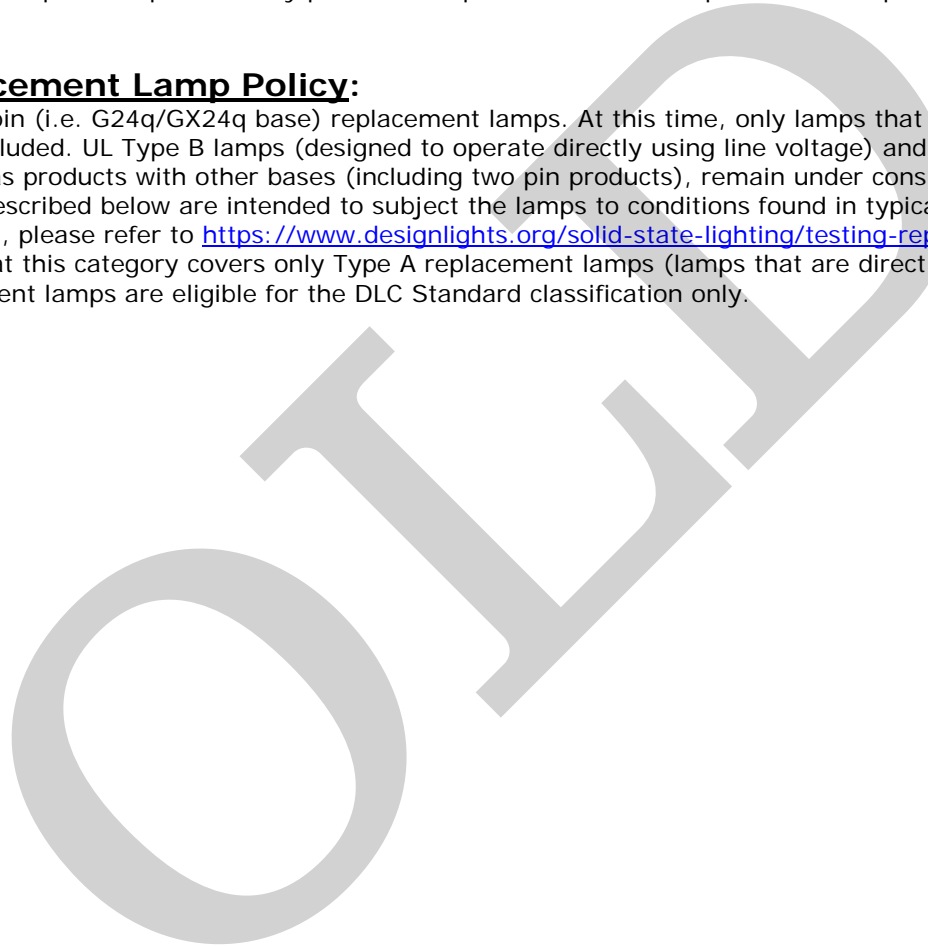 cement Lamp Policy:
pin (i.e. G24q/GX24q base) replacement lamps. At this time, only lamps that
cluded. UL Type B lamps (designed to operate directly using line voltage) and
as products with other bases (including two pin products), remain under cons
escribed below are intended to subject the lamps to conditions found in typica
, please refer to https://www.designlights.org/solid-state-lighting/testing-rep
at this category covers only Type A replacement lamps (lamps that are direct
ent lamps are eligible for the DLC Standard classification only.
OLD